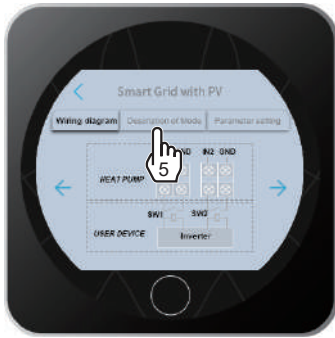 Smart Grid with PV
Wiring diagram Description of Mode Parameter setting
ND IN2 GND
HEAT PUMP
5
SW1 SW2
USER DEVICE Inverter